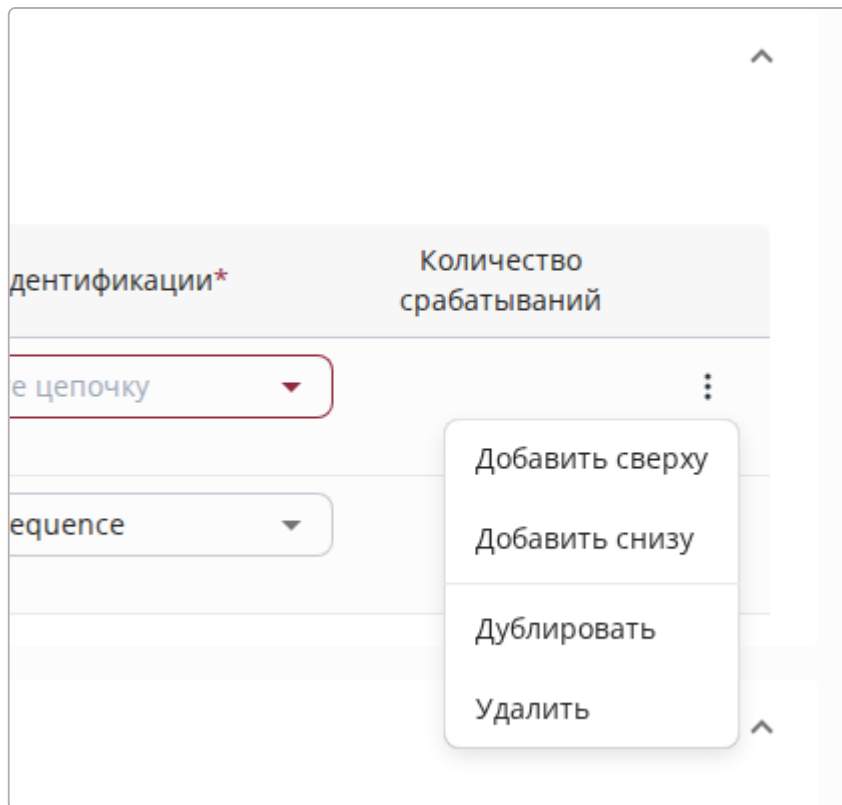 дентификации*
Количество
срабатываний
е цепочку
Добавить сверху
equence
Добавить снизу
Дублировать
Удалить